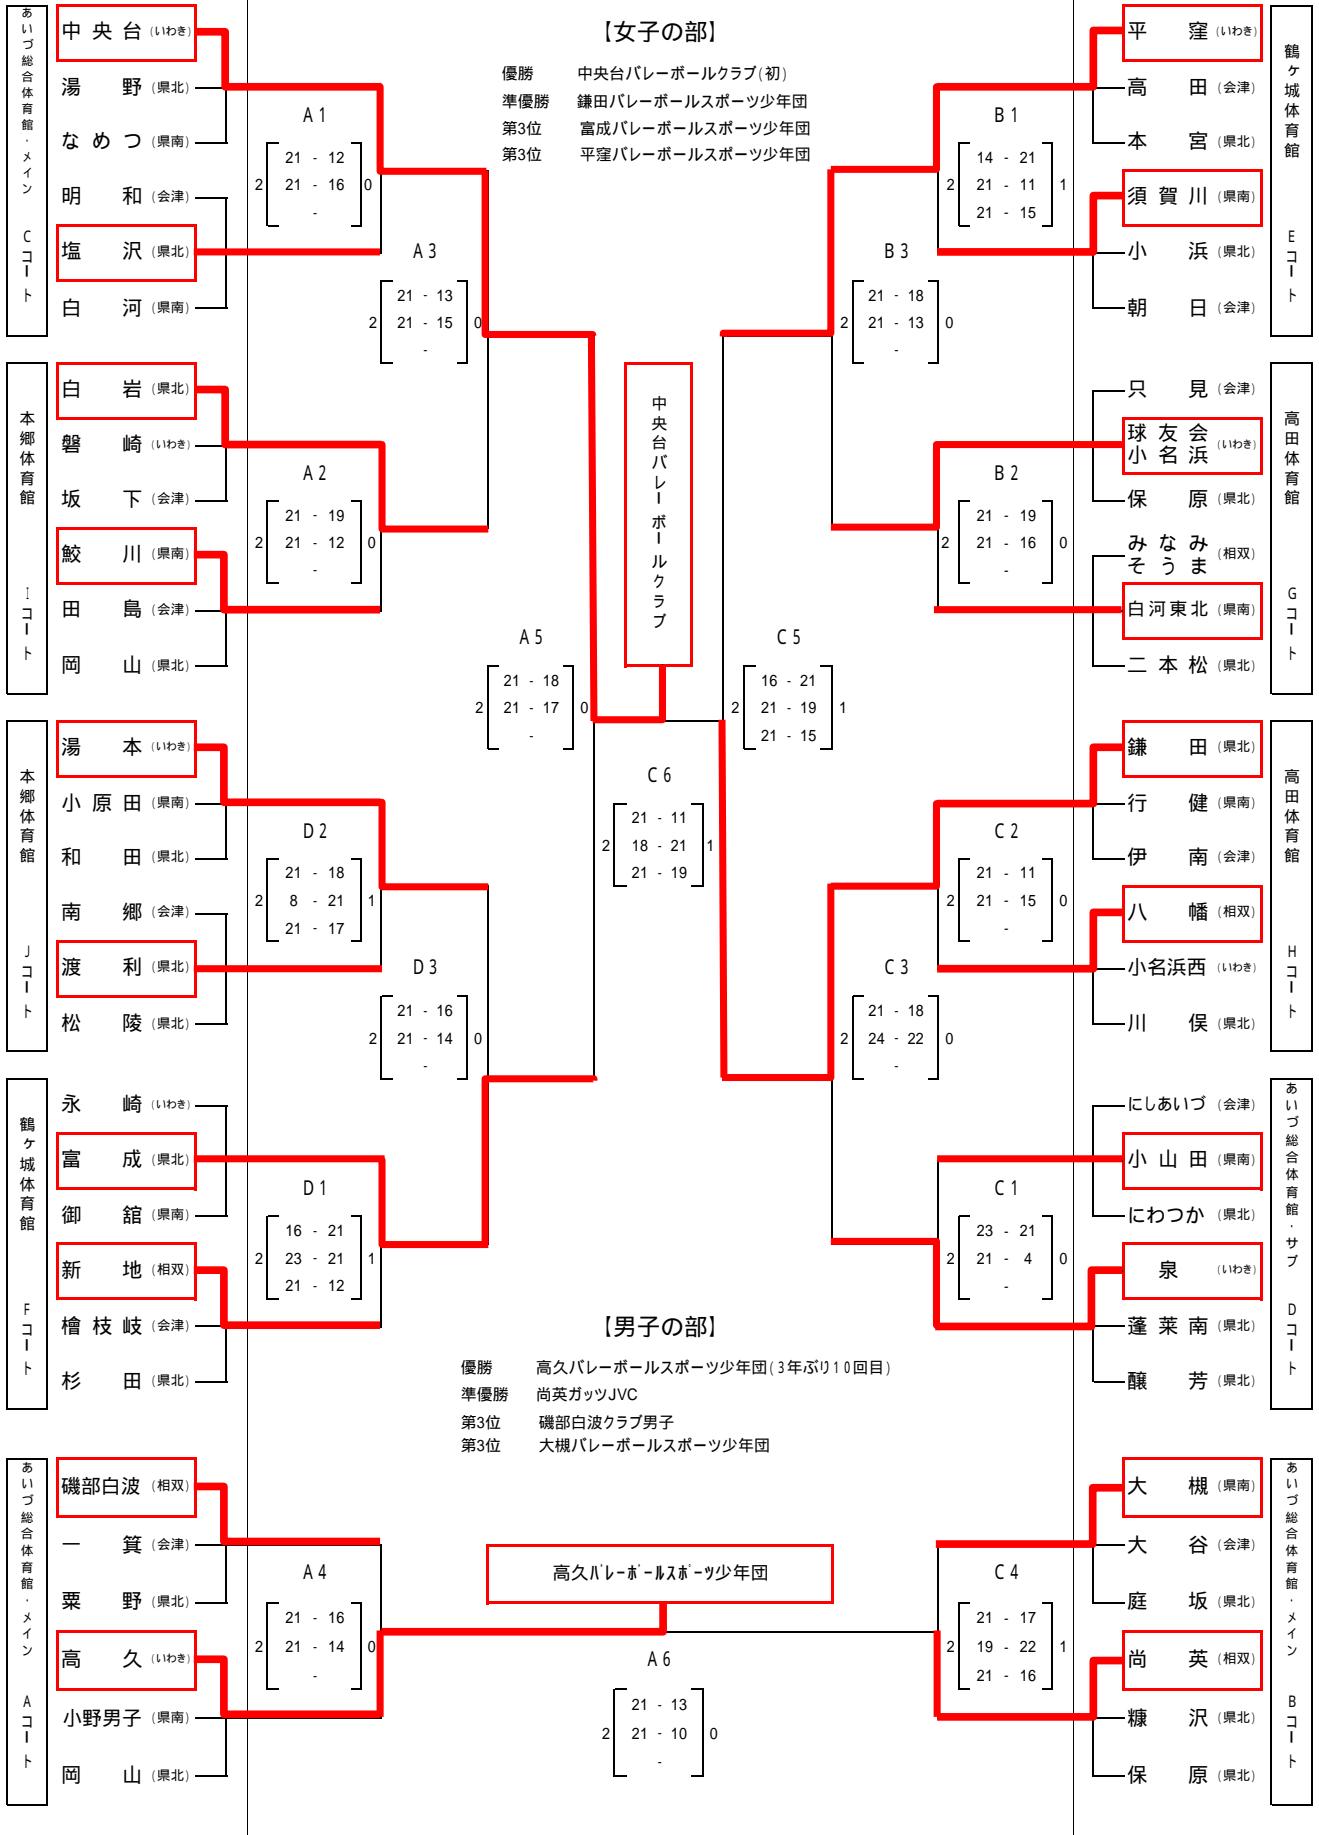 【女子の部】
優勝 中央台バレーボールクラブ(初)
準優勝 鎌田バレーボールスポーツ少年団
第3位 富成バレーボールスポーツ少年団
第3位 平窪バレーボールスポーツ少年団
あいづ総合体育館・メイン Cコート
中央台 (いわき)
湯野 (県北)
なめつ (県南)
明和 (会津)
塩沢 (県北)
白河 (県南)
A1
21 - 12
2 21 - 16 0
-
A3
21 - 13
2 21 - 15 0
-
本郷体育館 Iコート
白岩 (県北)
磐崎 (いわき)
坂下 (会津)
鮫川 (県南)
田島 (会津)
岡山 (県北)
A2
21 - 19
2 21 - 12 0
-
A5
21 - 18
2 21 - 17 0
-
本郷体育館 Jコート
湯本 (いわき)
小原田 (県南)
和田 (県北)
南郷 (会津)
渡利 (県北)
松陵 (県北)
D2
21 - 18
2 8 - 21 1
21 - 17
D3
21 - 16
2 21 - 14 0
-
鶴ヶ城体育館 Fコート
永崎 (いわき)
富成 (県北)
御舘 (県南)
新地 (相双)
檜枝岐 (会津)
杉田 (県北)
D1
16 - 21
2 23 - 21 1
21 - 12
中央台バレーボールクラブ
C6
21 - 11
2 18 - 21 1
21 - 19
鶴ヶ城体育館 Eコート
平窪 (いわき)
高田 (会津)
本宮 (県北)
須賀川 (県南)
小浜 (県北)
朝日 (会津)
B1
14 - 21
2 21 - 11 1
21 - 15
B3
21 - 18
2 21 - 13 0
-
高田体育館 Gコート
只見 (会津)
球友会
小名浜 (いわき)
保原 (県北)
みなみ
そうま (相双)
白河東北 (県南)
二本松 (県北)
B2
21 - 19
2 21 - 16 0
-
C5
16 - 21
2 21 - 19 1
21 - 15
高田体育館 Hコート
鎌田 (県北)
行健 (県南)
伊南 (会津)
八幡 (相双)
小名浜西 (いわき)
川俣 (県北)
C2
21 - 11
2 21 - 15 0
-
C3
21 - 18
2 24 - 22 0
-
あいづ総合体育館・サブ Dコート
にしあいづ (会津)
小山田 (県南)
にわつか (県北)
泉 (いわき)
蓬莱南 (県北)
醸芳 (県北)
C1
23 - 21
2 21 - 4 0
-
【男子の部】
優勝 高久バレーボールスポーツ少年団(3年ぶり10回目)
準優勝 尚英ガッツJVC
第3位 磯部白波クラブ男子
第3位 大槻バレーボールスポーツ少年団
あいづ総合体育館・メイン Aコート
磯部白波 (相双)
一箕 (会津)
粟野 (県北)
高久 (いわき)
小野男子 (県南)
岡山 (県北)
A4
21 - 16
2 21 - 14 0
-
高久バレーボールスポーツ少年団
A6
21 - 13
2 21 - 10 0
-
あいづ総合体育館・メイン Bコート
大槻 (県南)
大谷 (会津)
庭坂 (県北)
尚英 (相双)
糠沢 (県北)
保原 (県北)
C4
21 - 17
2 19 - 22 1
21 - 16